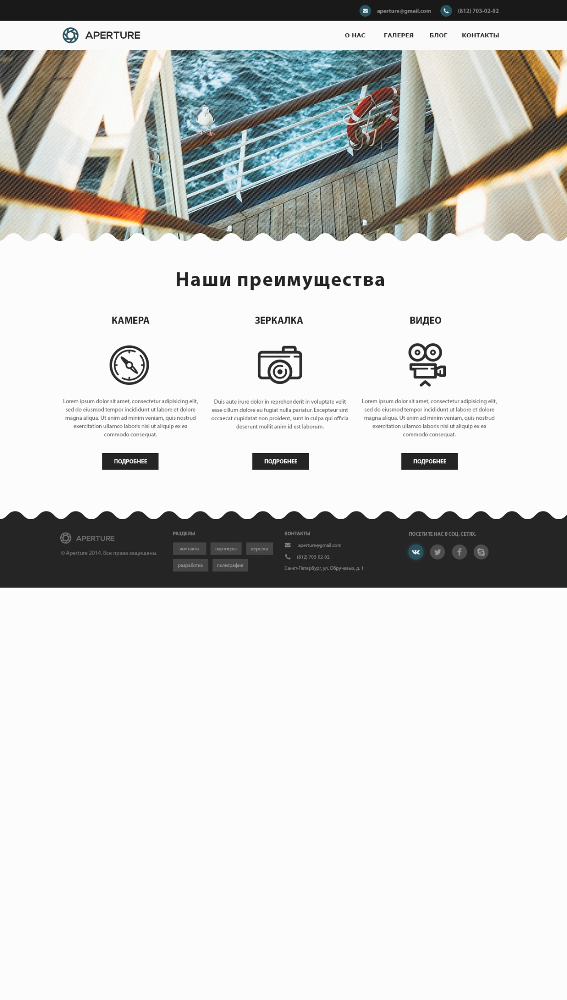 aperture@gmail.com (812) 703-02-02
APERTURE О НАС ГАЛЕРЕЯ БЛОГ КОНТАКТЫ
Наши преимущества
КАМЕРА
Lorem ipsum dolor sit amet, consectetur adipisicing elit,
sed do eiusmod tempor incididunt ut labore et dolore
magna aliqua. Ut enim ad minim veniam, quis nostrud
exercitation ullamco laboris nisi ut aliquip ex ea
commodo consequat.
ПОДРОБНЕЕ
ЗЕРКАЛКА
Duis aute irure dolor in reprehenderit in voluptate velit
esse cillum dolore eu fugiat nulla pariatur. Excepteur sint
occaecat cupidatat non proident, sunt in culpa qui officia
deserunt mollit anim id est laborum.
ПОДРОБНЕЕ
ВИДЕО
Lorem ipsum dolor sit amet, consectetur adipisicing elit,
sed do eiusmod tempor incididunt ut labore et dolore
magna aliqua. Ut enim ad minim veniam, quis nostrud
exercitation ullamco laboris nisi ut aliquip ex ea
commodo consequat.
ПОДРОБНЕЕ
APERTURE
© Aperture 2014. Все права защищены.
РАЗДЕЛЫ
контакты партнеры верстка
разработка полиграфия
КОНТАКТЫ
aperture@gmail.com
(812) 703-02-02
Санкт-Петербург, ул. Обручевых, д. 1
ПОСЕТИТЕ НАС В СОЦ. СЕТЯХ.